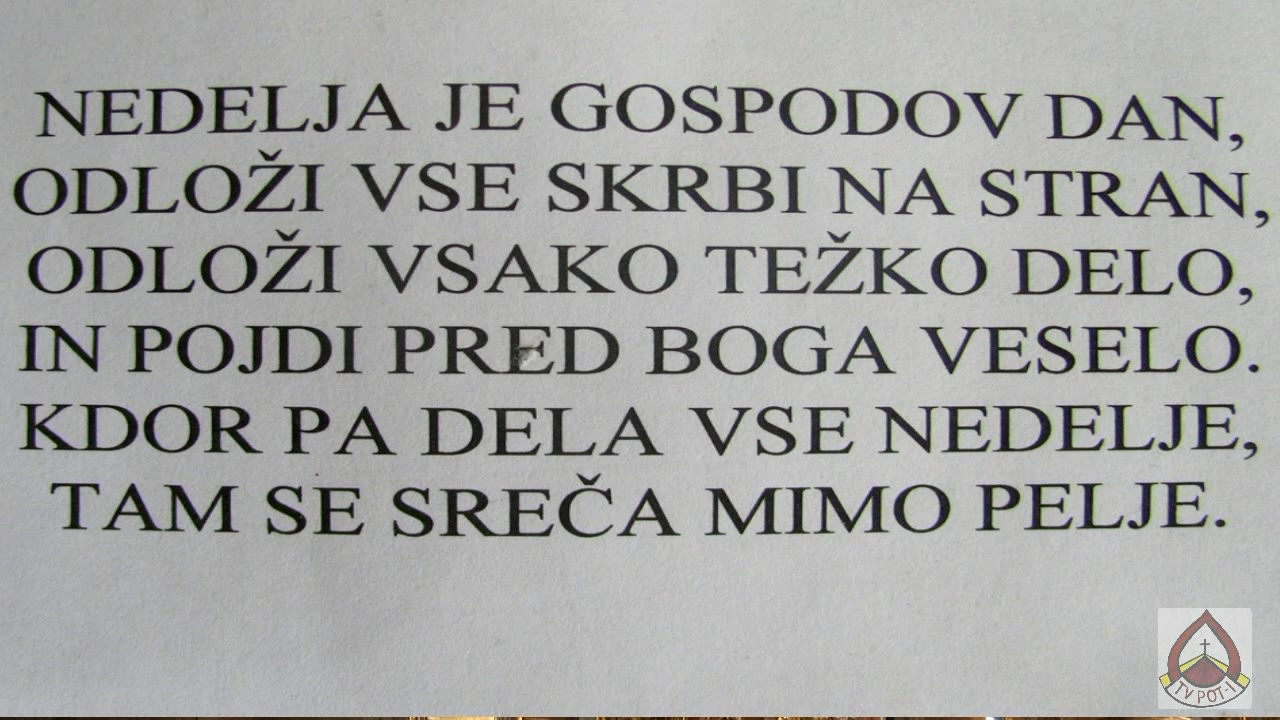 NEDELJA JE GOSPODOV DAN,
ODLOŽI VSE SKRBI NA STRAN,
ODLOŽI VSAKO TEŽKO DELO,
IN POJDI PRED BOGA VESELO.
KDOR PA DELA VSE NEDELJE,
TAM SE SREČA MIMO PELJE.
TV POT-1